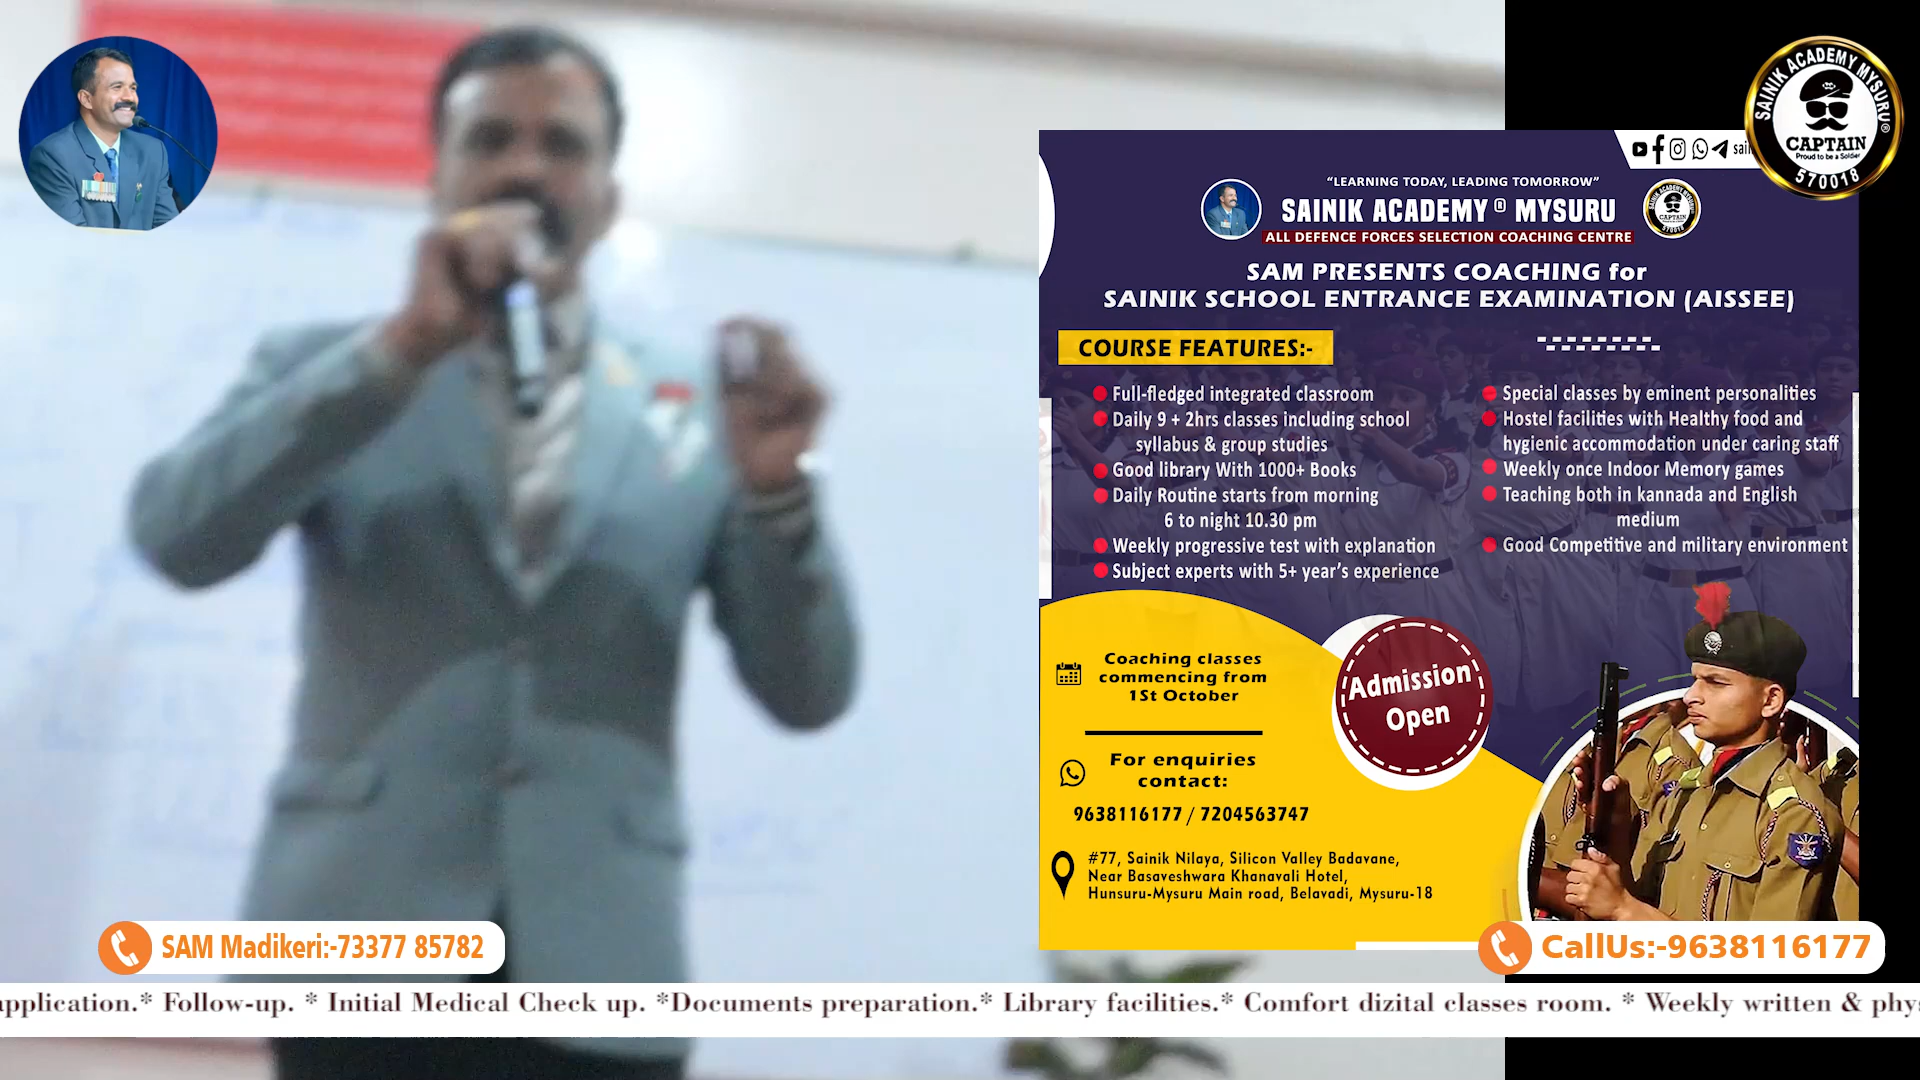 SAINIK ACADEMY MYSURU®
CAPTAIN
Proud to be a Soldier
570018
"LEARNING TODAY, LEADING TOMORROW"
SAINIK ACADEMY® MYSURU
ALL DEFENCE FORCES SELECTION COACHING CENTRE
SAM PRESENTS COACHING for
SAINIK SCHOOL ENTRANCE EXAMINATION (AISSEE)
COURSE FEATURES:-
Full-fledged integrated classroom
Daily 9 + 2hrs classes including school
syllabus & group studies
Good library With 1000+ Books
Daily Routine starts from morning
6 to night 10.30 pm
Weekly progressive test with explanation
Subject experts with 5+ year's experience
Special classes by eminent personalities
Hostel facilities with Healthy food and
hygienic accommodation under caring staff
Weekly once Indoor Memory games
Teaching both in kannada and English
medium
Good Competitive and military environment
Coaching classes
commencing from
1St October
Admission
Open
For enquiries
contact:
9638116177 / 7204563747
#77, Sainik Nilaya, Silicon Valley Badavane,
Near Basaveshwara Khanavali Hotel,
Hunsuru-Mysuru Main road, Belavadi, Mysuru-18
SAM Madikeri:-73377 85782
CallUs:-9638116177
application.* Follow-up. * Initial Medical Check up. *Documents preparation.* Library facilities.* Comfort dizital classes room. * Weekly written & phy